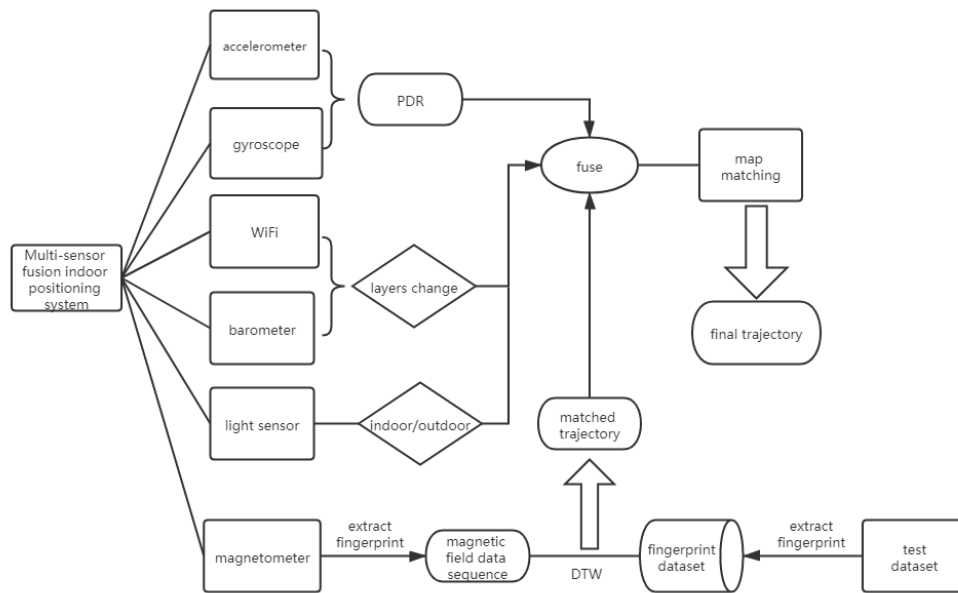 accelerometer
PDR
gyroscope
fuse
map
matching
WiFi
Multi-sensor
fusion indoor
positioning
system
layers change
barometer
final trajectory
light sensor
indoor/outdoor
matched
trajectory
magnetometer
extract
fingerprint
magnetic
field data
sequence
DTW
fingerprint
dataset
extract
fingerprint
test
dataset